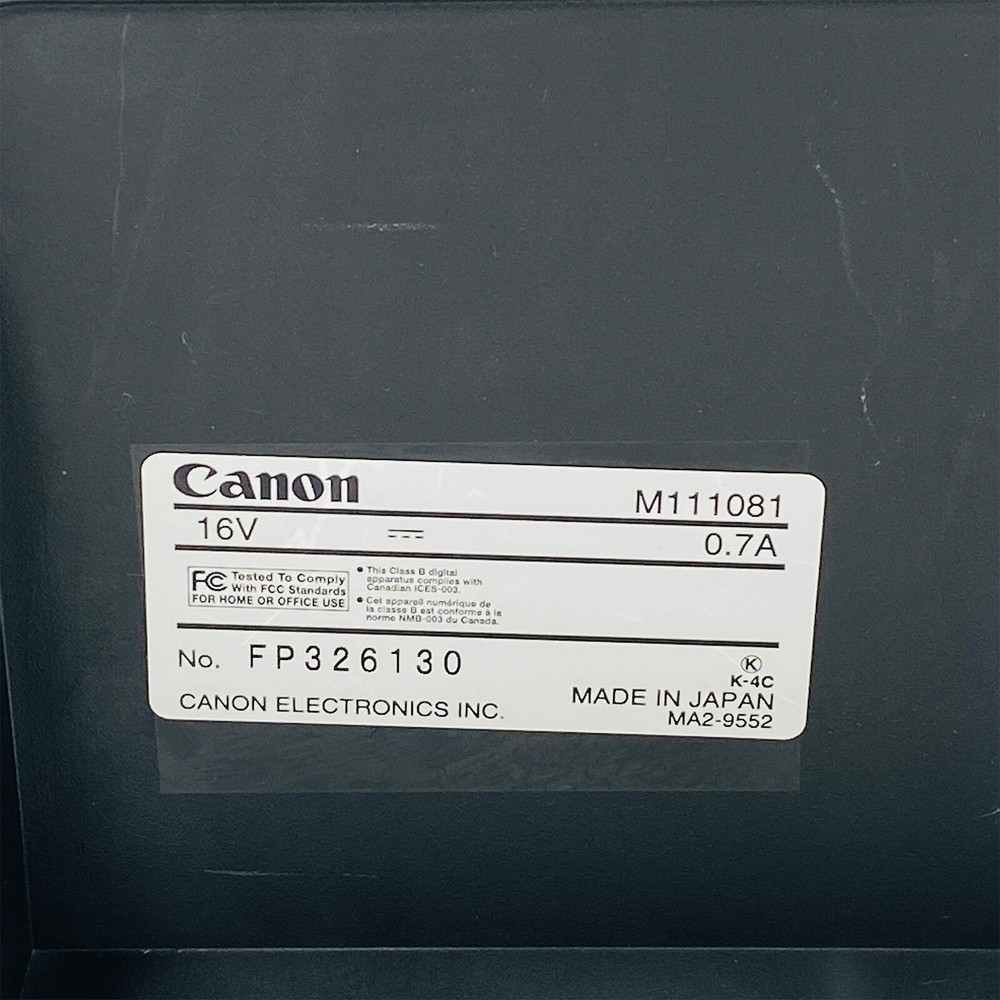 Canon
M111081
16V
0.7A
FC Tested To Comply
With FCC Standards
FOR HOME OR OFFICE USE
• This Class B digital
apparatus complies with
Canadian ICES-003.
• Cet appareil numérique de
la classe B est conforme à la
norme NMB-003 du Canada.
No. FP326130
K
K-4C
CANON ELECTRONICS INC.
MADE IN JAPAN
MA2-9552